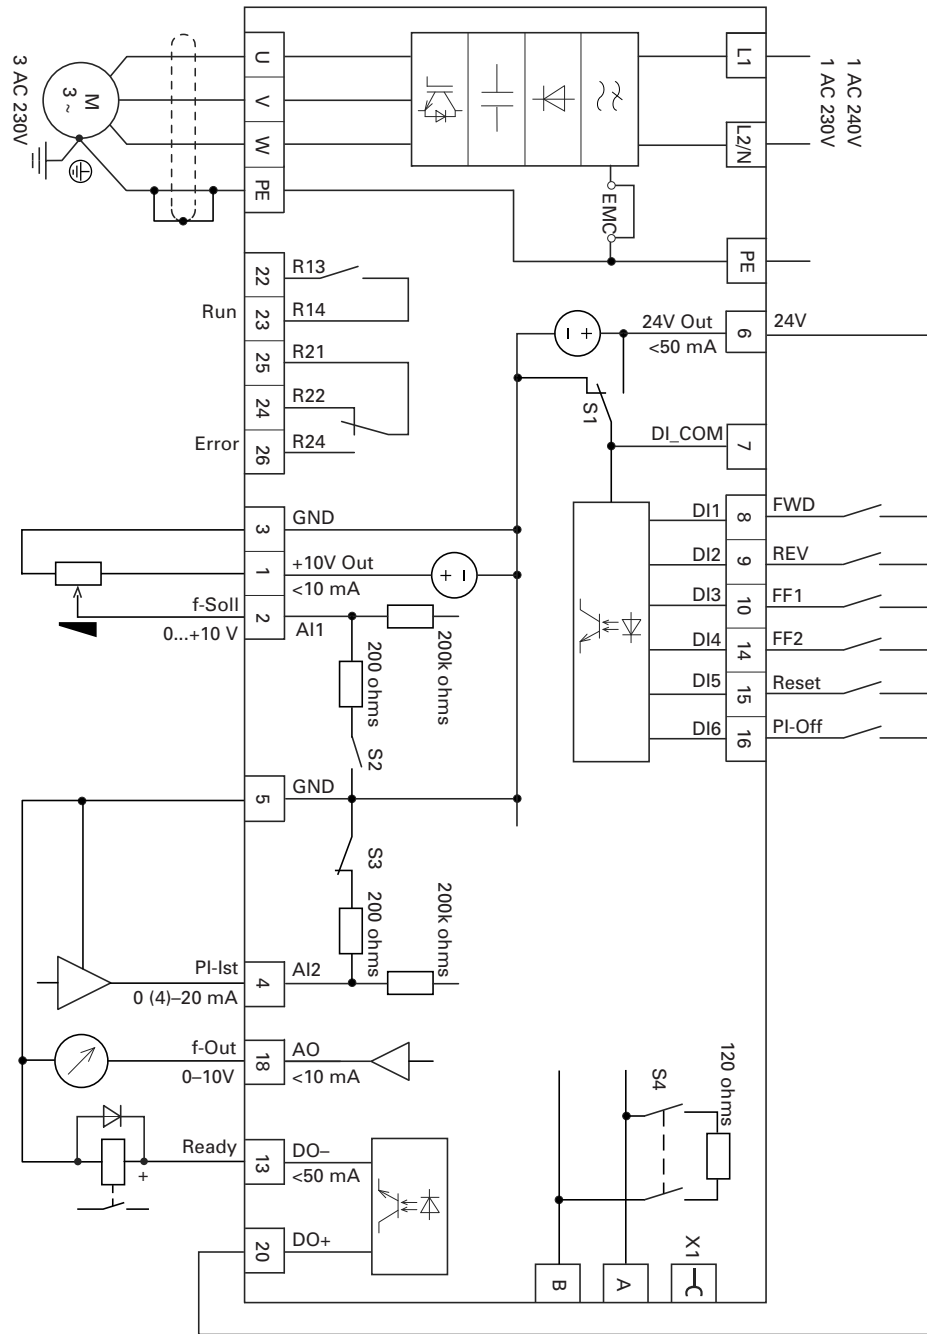 3 AC 230V
M
3 ~
U
V
W
PE
EMC
L1
L2/N
PE
1 AC 240V
1 AC 230V
22
R13
Run
23
R14
25
R21
24
R22
Error
26
R24
24V Out
<50 mA
6
24V
- +
S1
DI_COM
7
DI1
8
FWD
DI2
9
REV
DI3
10
FF1
DI4
14
FF2
DI5
15
Reset
DI6
16
PI-Off
3
GND
1
+10V Out
<10 mA
+ -
f-Soll
0...+10 V
2
AI1
200 ohms
200k ohms
S2
5
GND
S3
200 ohms
200k ohms
PI-Ist
0 (4)–20 mA
4
AI2
f-Out
0–10V
18
AO
<10 mA
Ready
+
13
DO–
<50 mA
20
DO+
S4
120 ohms
B
A
X1